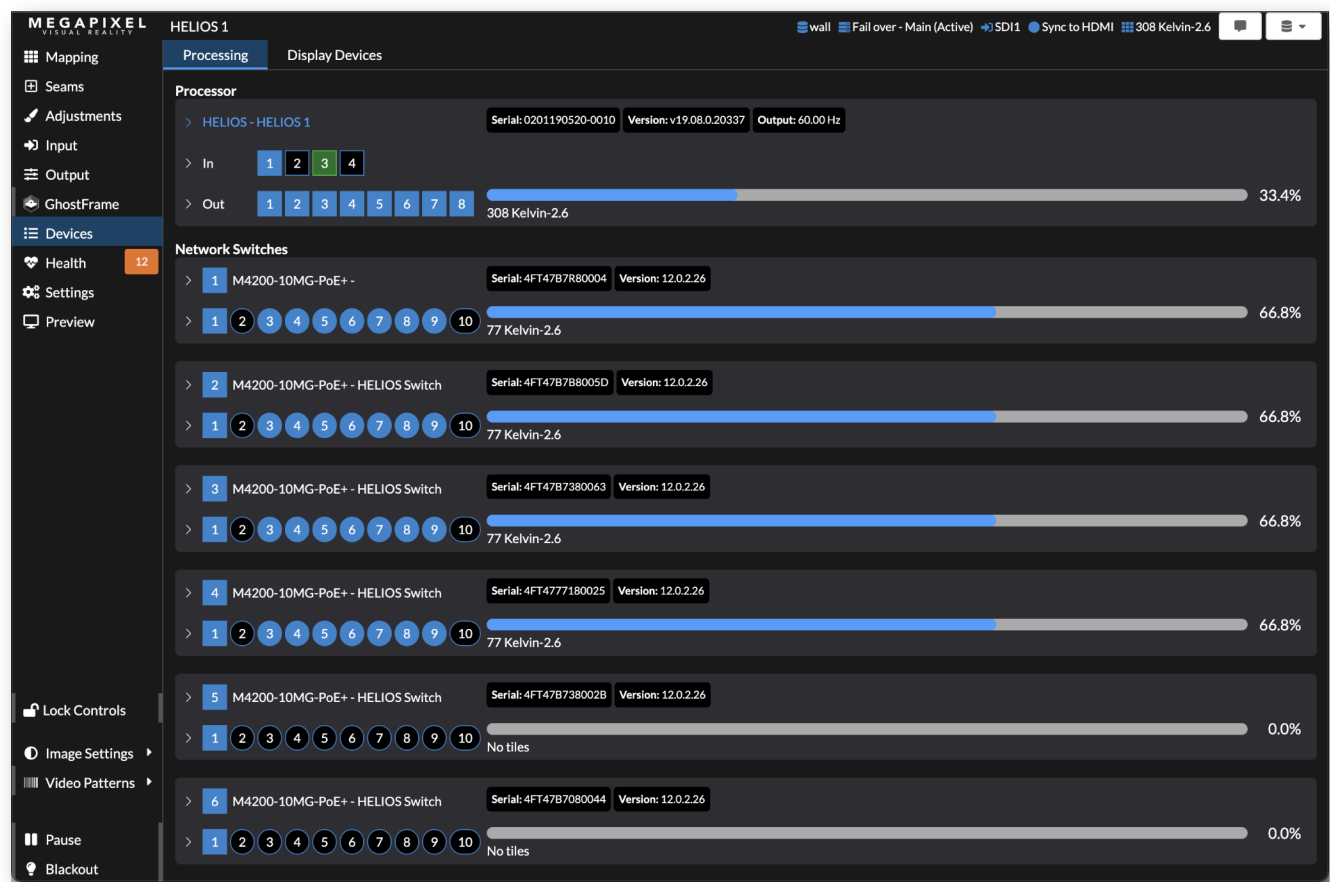 MEGAPIXEL
VISUAL REALITY
HELIOS 1
wall Fail over - Main (Active) SDI1 Sync to HDMI 308 Kelvin-2.6
Mapping
Seams
Adjustments
Input
Output
GhostFrame
Devices
Health 12
Settings
Preview
Lock Controls
Image Settings
Video Patterns
Pause
Blackout
Processing Display Devices
Processor
HELIOS - HELIOS 1 Serial: 0201190520-0010 Version: v19.08.0.20337 Output: 60.00 Hz
In 1 2 3 4
Out 1 2 3 4 5 6 7 8 33.4%
308 Kelvin-2.6
Network Switches
1 M4200-10MG-PoE+ - Serial: 4FT47B7R80004 Version: 12.0.2.26
1 2 3 4 5 6 7 8 9 10 66.8%
77 Kelvin-2.6
2 M4200-10MG-PoE+ - HELIOS Switch Serial: 4FT47B7B8005D Version: 12.0.2.26
1 2 3 4 5 6 7 8 9 10 66.8%
77 Kelvin-2.6
3 M4200-10MG-PoE+ - HELIOS Switch Serial: 4FT47B7380063 Version: 12.0.2.26
1 2 3 4 5 6 7 8 9 10 66.8%
77 Kelvin-2.6
4 M4200-10MG-PoE+ - HELIOS Switch Serial: 4FT4777180025 Version: 12.0.2.26
1 2 3 4 5 6 7 8 9 10 66.8%
77 Kelvin-2.6
5 M4200-10MG-PoE+ - HELIOS Switch Serial: 4FT47B738002B Version: 12.0.2.26
1 2 3 4 5 6 7 8 9 10 0.0%
No tiles
6 M4200-10MG-PoE+ - HELIOS Switch Serial: 4FT47B7080044 Version: 12.0.2.26
1 2 3 4 5 6 7 8 9 10 0.0%
No tiles